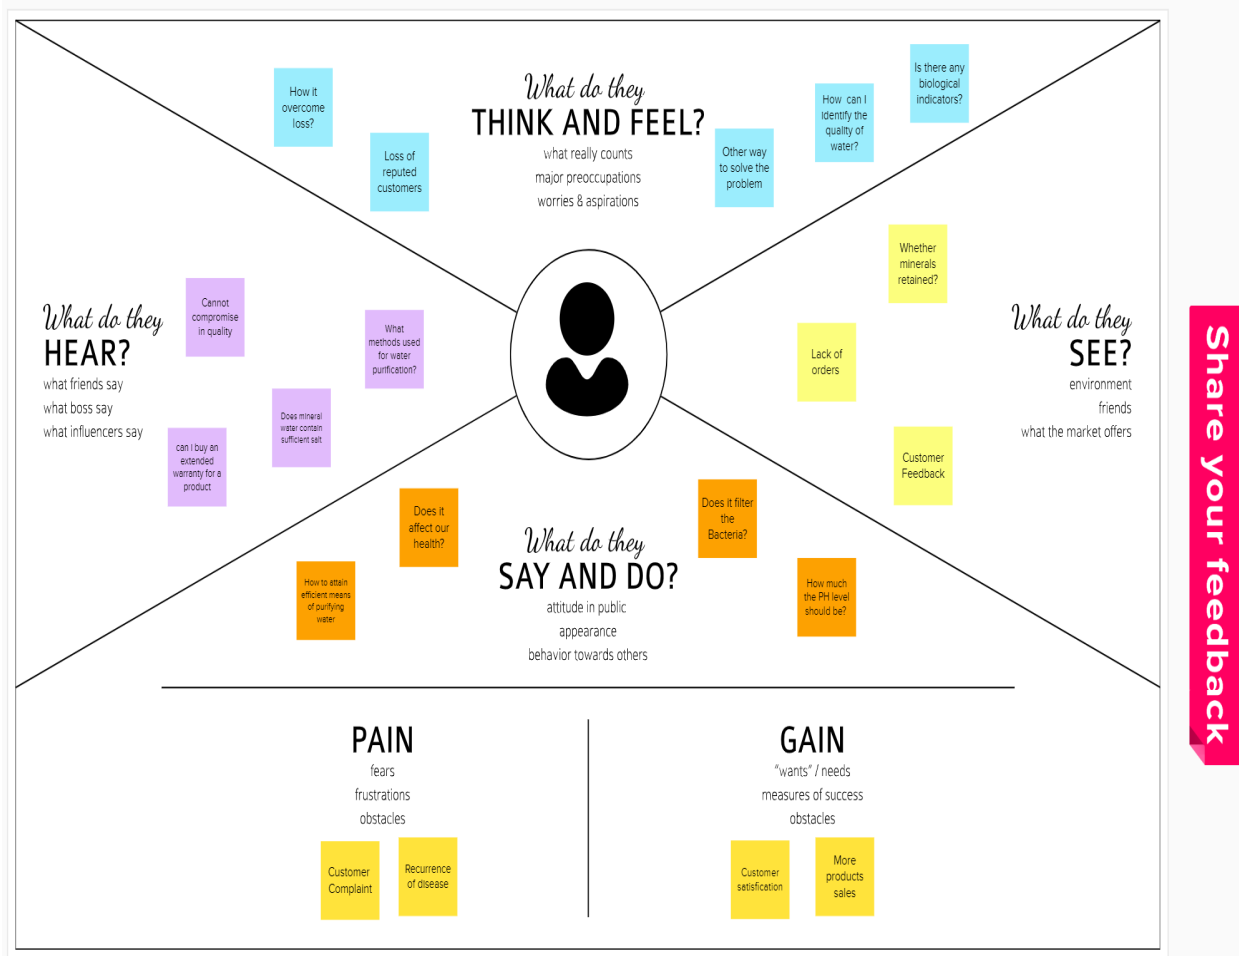 What do they
THINK AND FEEL?
what really counts
major preoccupations
worries & aspirations
How it
overcome
loss?
Loss of
reputed
customers
Other way
to solve the
problem
How can I
identify the
quality of
water?
Is there any
biological
indicators?
What do they
HEAR?
what friends say
what boss say
what influencers say
Cannot
compromise
in quality
What
methods used
for water
purification?
Does mineral
water contain
sufficient salt
can I buy an
extended
warranty for a
product
What do they
SEE?
environment
friends
what the market offers
Whether
minerals
retained?
Lack of
orders
Customer
Feedback
What do they
SAY AND DO?
attitude in public
appearance
behavior towards others
Does it
affect our
health?
How to attain
efficient means
of purifying
water
Does it filter
the
Bacteria?
How much
the PH level
should be?
PAIN
fears
frustrations
obstacles
Customer
Complaint
Recurrence
of disease
GAIN
"wants" / needs
measures of success
obstacles
Customer
satisfication
More
products
sales
Share your feedback